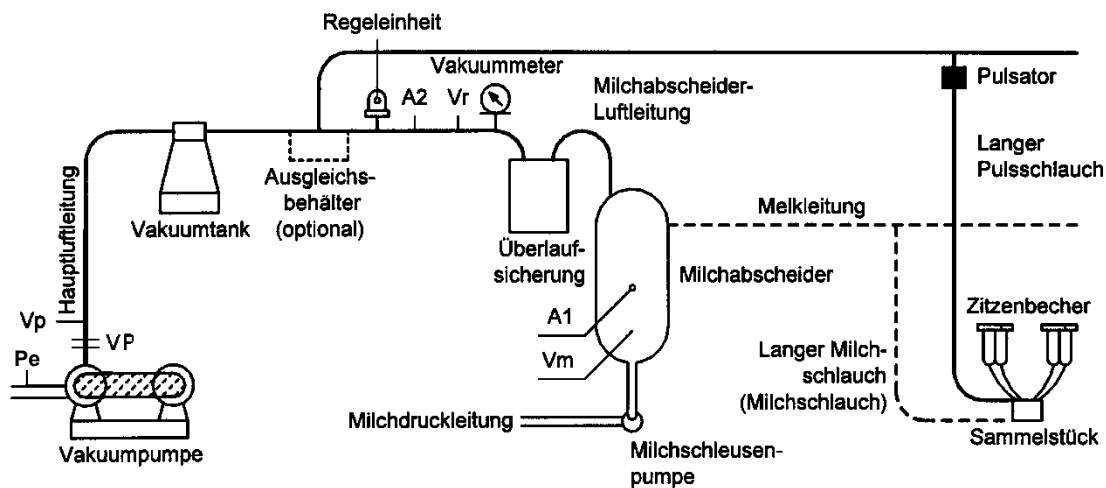 Regeleinheit
Vakuummeter
A2
Vr
Milchabscheider-
Luftleitung
Pulsator
Langer
Pulsschlauch
Hauptluftleitung
Vakuumtank
Ausgleichs-
behälter
(optional)
Überlauf-
sicherung
Melkleitung
Milchabscheider
A1
Vm
Zitzenbecher
Langer Milch-
schlauch
(Milchschlauch)
Vp
VP
Pe
Vakuumpumpe
Milchdruckleitung
Milchschleusen-
pumpe
Sammelstück